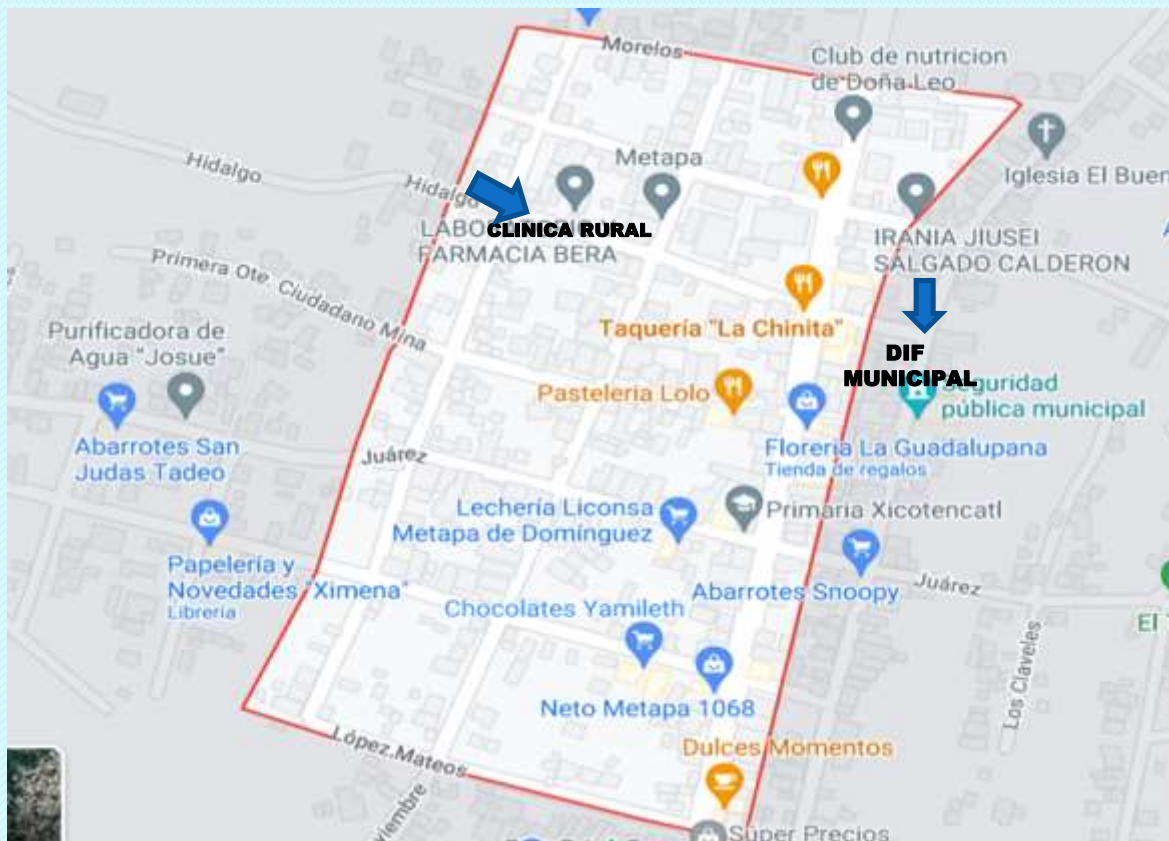 Morelos
Club de nutricion
de Doña Leo
Hidalgo
Hidalgo
Metapa
Iglesia El Buen
CLINICA RURAL
FARMACIA BERA
IRANIA JIUSEI
SALGADO CALDERON
Primera Ote. Ciudadano Mina
Purificadora de
Agua "Josue"
Taquería "La Chinita"
DIF
MUNICIPAL
Seguridad
pública municipal
Pasteleria Lolo
Abarrotes San
Judas Tadeo
Juárez
Florería La Guadalupana
Tienda de regalos
Lechería Liconsa
Metapa de Domínguez
Primaria Xicotencatl
Papelería y
Novedades "Ximena"
Librería
Chocolates Yamileth
Abarrotes Snoopy
Juárez
El
Los Claveles
Neto Metapa 1068
López Mateos
Dulces Momentos
Súper Precios